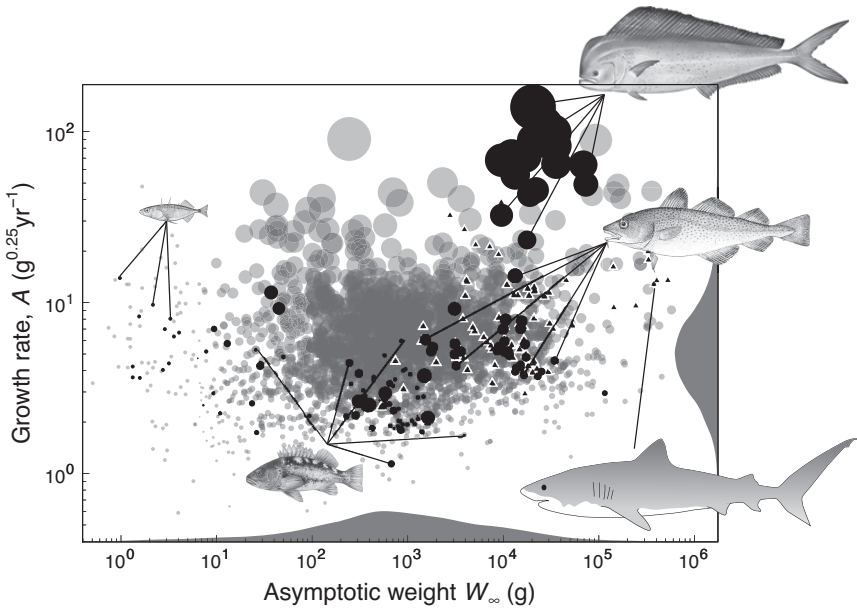 10²
10¹
10⁰
Growth rate, A (g⁰·²⁵yr⁻¹)
10⁰ 10¹ 10² 10³ 10⁴ 10⁵ 10⁶
Asymptotic weight W∞ (g)